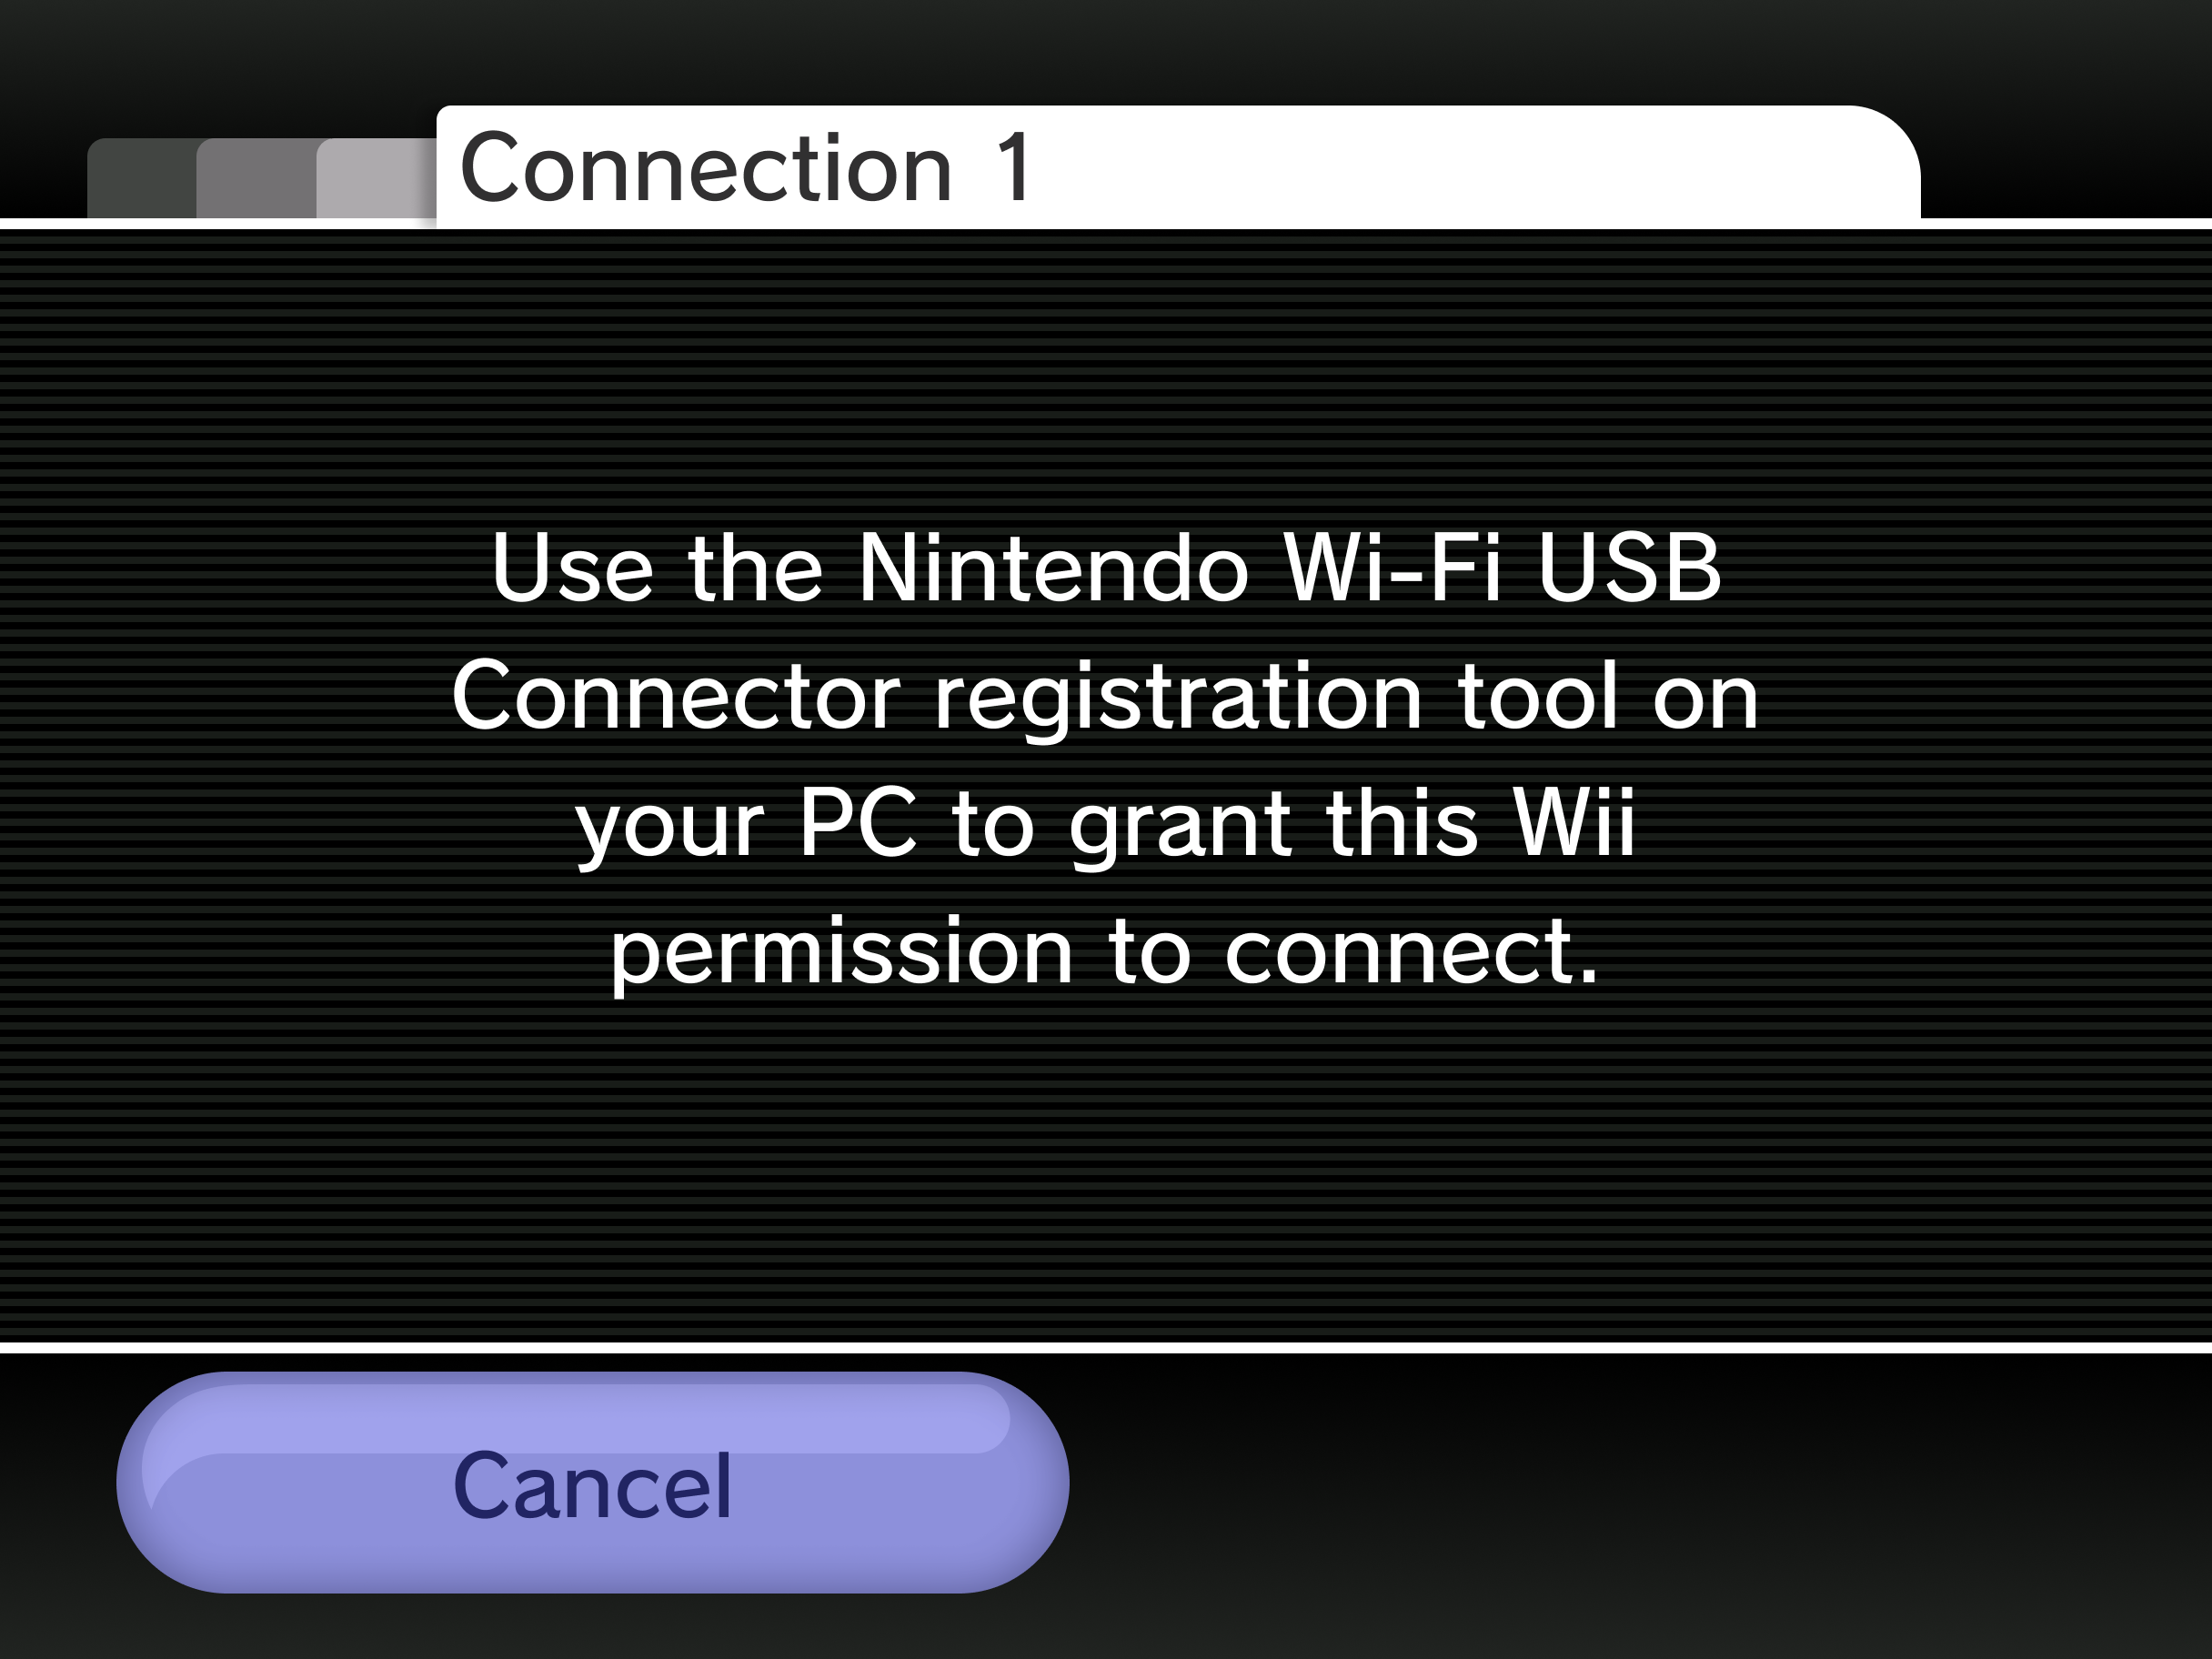 Connection 1
Use the Nintendo Wi-Fi USB
Connector registration tool on
your PC to grant this Wii
permission to connect.
Cancel